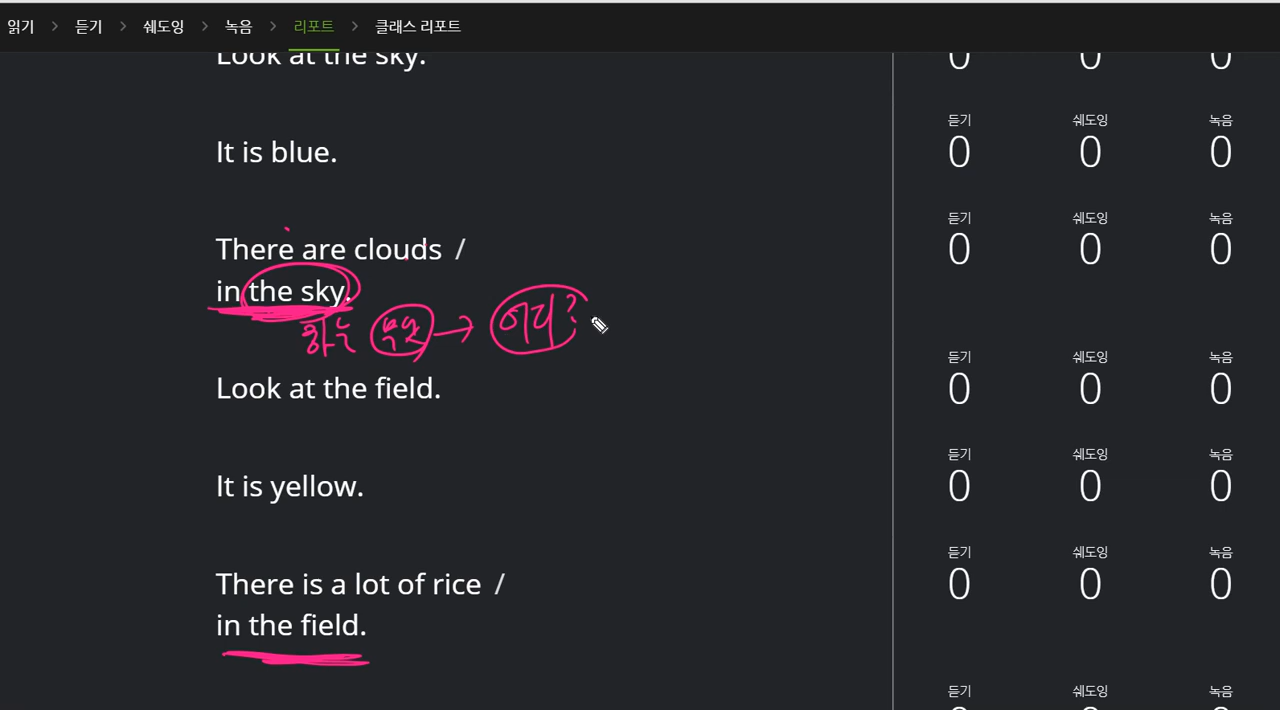 읽기 > 듣기 > 쉐도잉 > 녹음 > 리포트 > 클래스 리포트
Look at the sky.
0 0 0
It is blue.
듣기 쉐도잉 녹음
0 0 0
There are clouds /
in the sky.
듣기 쉐도잉 녹음
0 0 0
어디?
Look at the field.
듣기 쉐도잉 녹음
0 0 0
It is yellow.
듣기 쉐도잉 녹음
0 0 0
There is a lot of rice /
in the field.
듣기 쉐도잉 녹음
0 0 0
듣기 쉐도잉 녹음